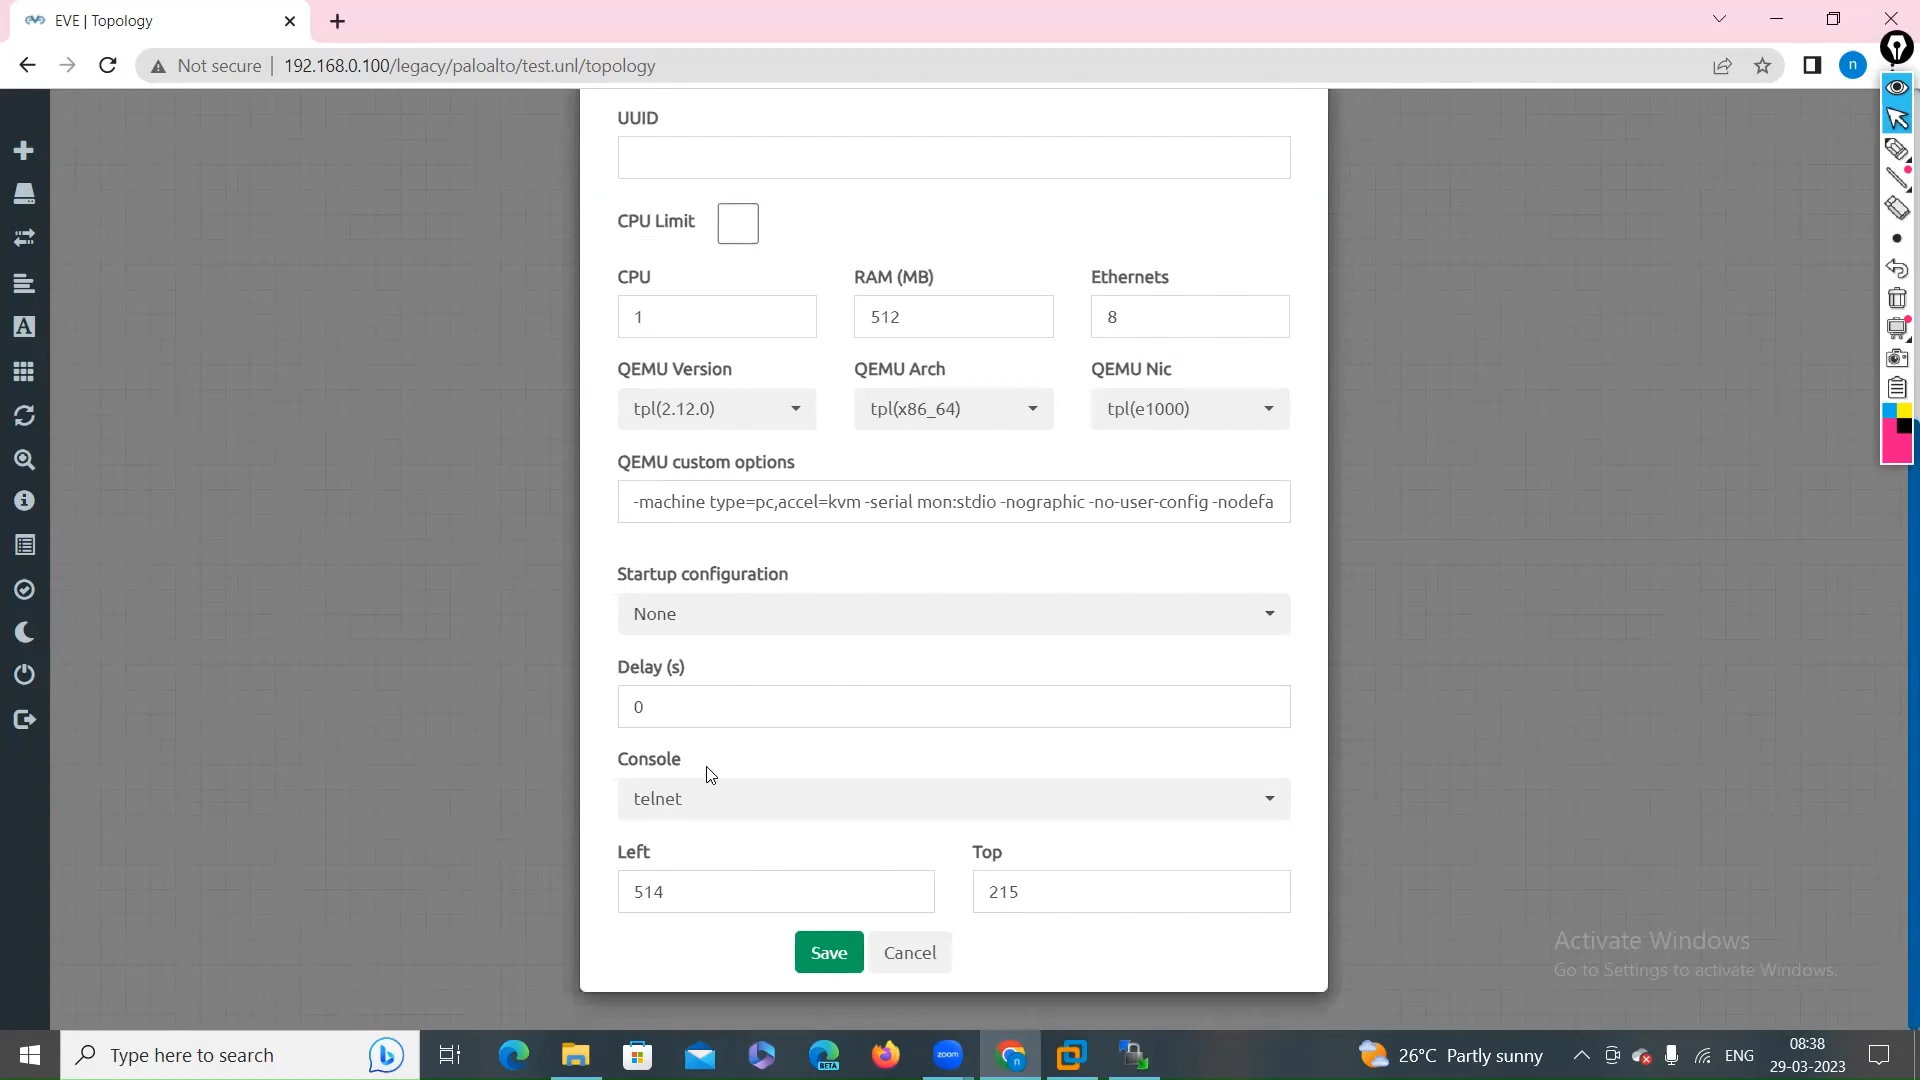 EVE | Topology
Not secure
192.168.0.100/legacy/paloalto/test.unl/topology
n
UUID
CPU Limit
CPU
RAM (MB)
Ethernets
1
512
8
QEMU Version
QEMU Arch
QEMU Nic
tpl(2.12.0)
tpl(x86_64)
tpl(e1000)
QEMU custom options
-machine type=pc,accel=kvm -serial mon:stdio -nographic -no-user-config -nodefa
Startup configuration
None
Delay (s)
0
Console
telnet
Left
Top
514
215
Save
Cancel
Activate Windows
Go to Settings to activate Windows.
Type here to search
BETA
zoom
26°C Partly sunny
ENG
08:38
29-03-2023